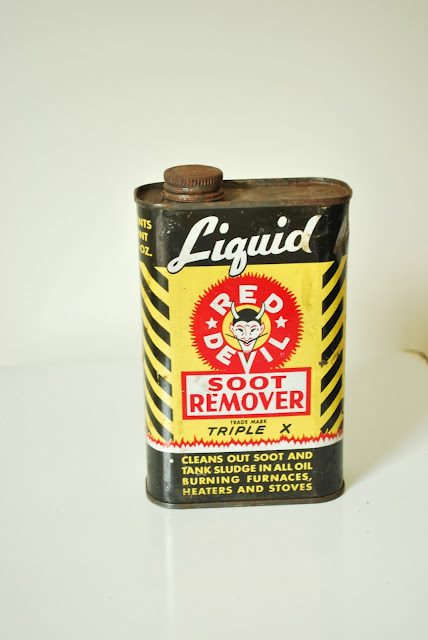 Liquid
RED
DEVIL
SOOT
REMOVER
TRADE MARK
TRIPLE X
CLEANS OUT SOOT AND
TANK SLUDGE IN ALL OIL
BURNING FURNACES,
HEATERS AND STOVES
OZ.